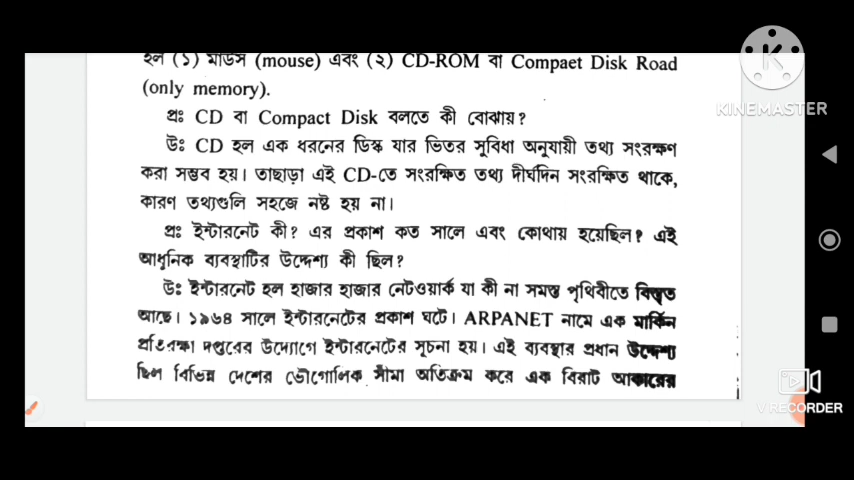 হল (১) মাউস (mouse) এবং (২) CD-ROM বা Compaet Disk Road
(only memory).
প্রঃ CD বা Compact Disk বলতে কী বোঝায়?
উঃ CD হল এক ধরনের ডিস্ক যার ভিতর সুবিধা অনুযায়ী তথ্য সংরক্ষণ
করা সম্ভব হয়। তাছাড়া এই CD-তে সংরক্ষিত তথ্য দীর্ঘদিন সংরক্ষিত থাকে,
কারণ তথ্যগুলি সহজে নষ্ট হয় না।
প্রঃ ইন্টারনেট কী? এর প্রকাশ কত সালে এবং কোথায় হয়েছিল? এই
আধুনিক ব্যবস্থাটির উদ্দেশ্য কী ছিল?
উঃ ইন্টারনেট হল হাজার হাজার নেটওয়ার্ক যা কী না সমস্ত পৃথিবীতে বিস্তৃত
আছে। ১৯৬৪ সালে ইন্টারনেটের প্রকাশ ঘটে। ARPANET নামে এক মার্কিন
প্রতিরক্ষা দপ্তরের উদ্যোগে ইন্টারনেটের সূচনা হয়। এই ব্যবস্থার প্রধান উদ্দেশ্য
ছিল বিভিন্ন দেশের ভৌগোলিক সীমা অতিক্রম করে এক বিরাট আকারের
K
KINEMASTER
V RECORDER